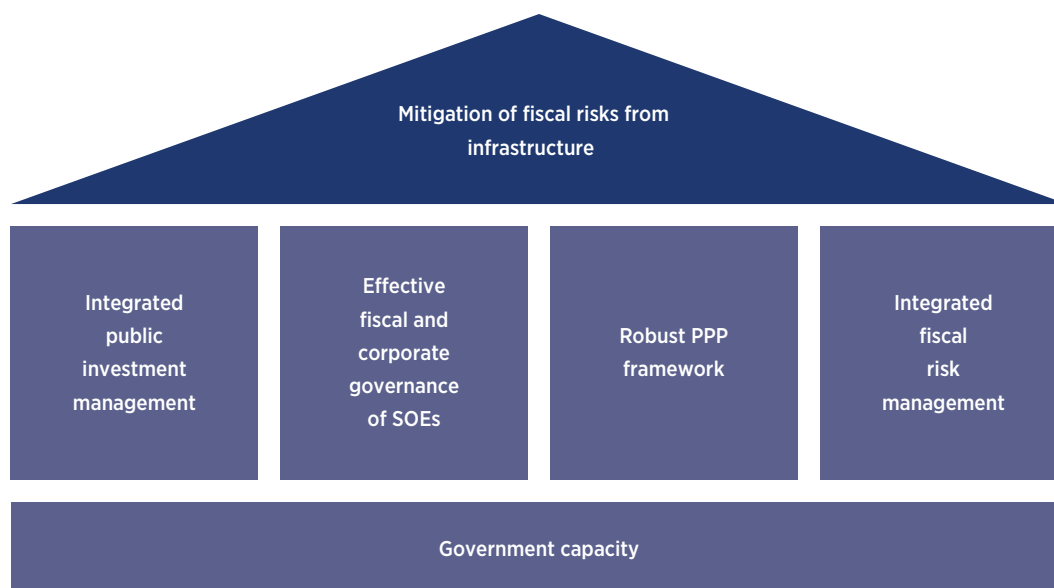 Mitigation of fiscal risks from
infrastructure
Integrated
public
investment
management
Effective
fiscal and
corporate
governance
of SOEs
Robust PPP
framework
Integrated
fiscal
risk
management
Government capacity